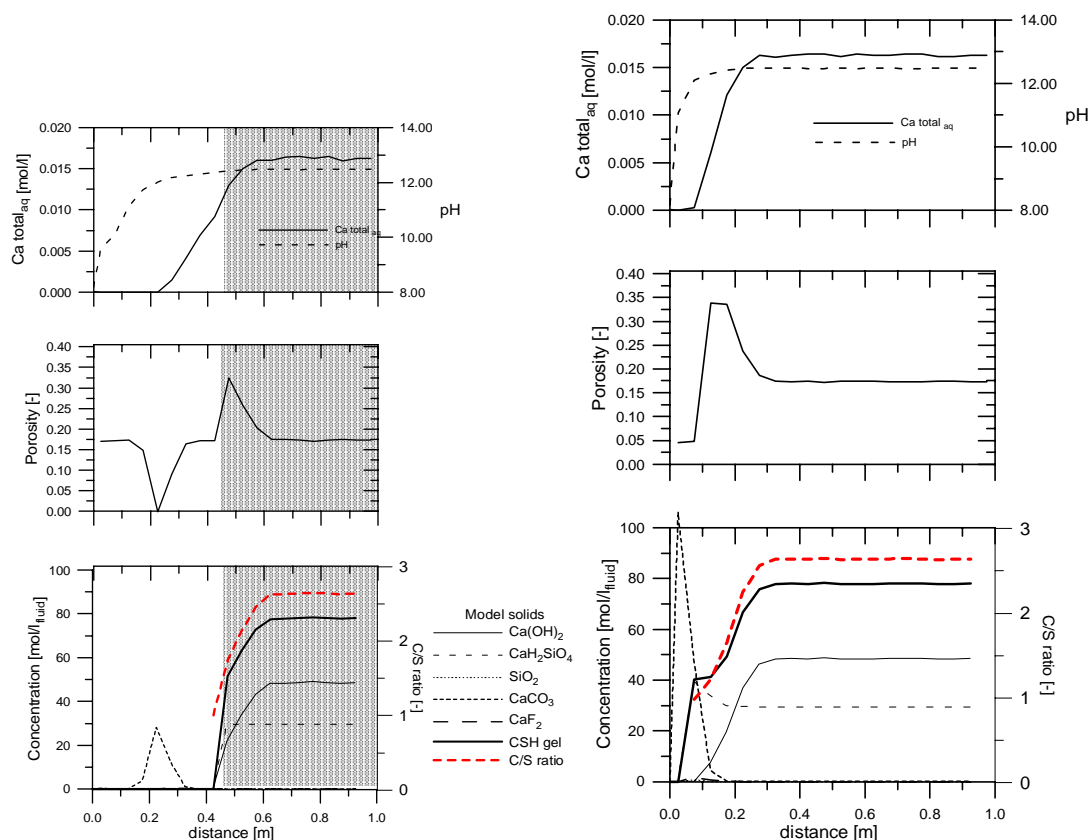 0.020
0.015
0.010
0.005
0.000
Ca total aq [mol/l]
14.00
12.00
10.00
8.00
pH
Ca total aq
pH
0.40
0.35
0.30
0.25
0.20
0.15
0.10
0.05
0.00
Porosity [-]
100
80
60
40
20
0
Concentration [mol/l fluid]
3
2
1
0
C/S ratio [-]
0.0 0.2 0.4 0.6 0.8 1.0
distance [m]
Model solids
Ca(OH)2
CaH2SiO4
SiO2
CaCO3
CaF2
CSH gel
C/S ratio
0.020
0.015
0.010
0.005
0.000
Ca total aq [mol/l]
14.00
12.00
10.00
8.00
pH
Ca total aq
pH
0.40
0.35
0.30
0.25
0.20
0.15
0.10
0.05
0.00
Porosity [-]
100
80
60
40
20
0
Concentration [mol/l fluid]
3
2
1
0
C/S ratio [-]
0.0 0.2 0.4 0.6 0.8 1.0
distance [m]